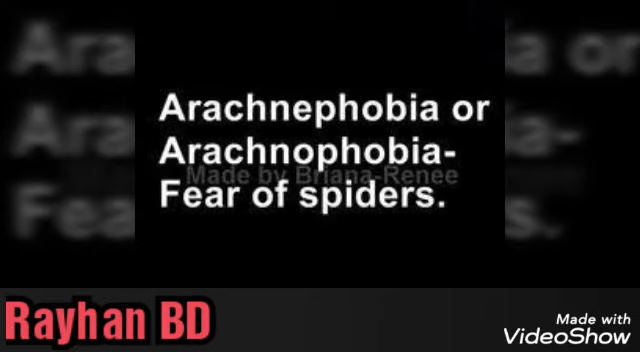 Arachnephobia or
Arachnophobia-
Made by Briana-Renee
Fear of spiders.
Rayhan BD
Made with
VideoShow